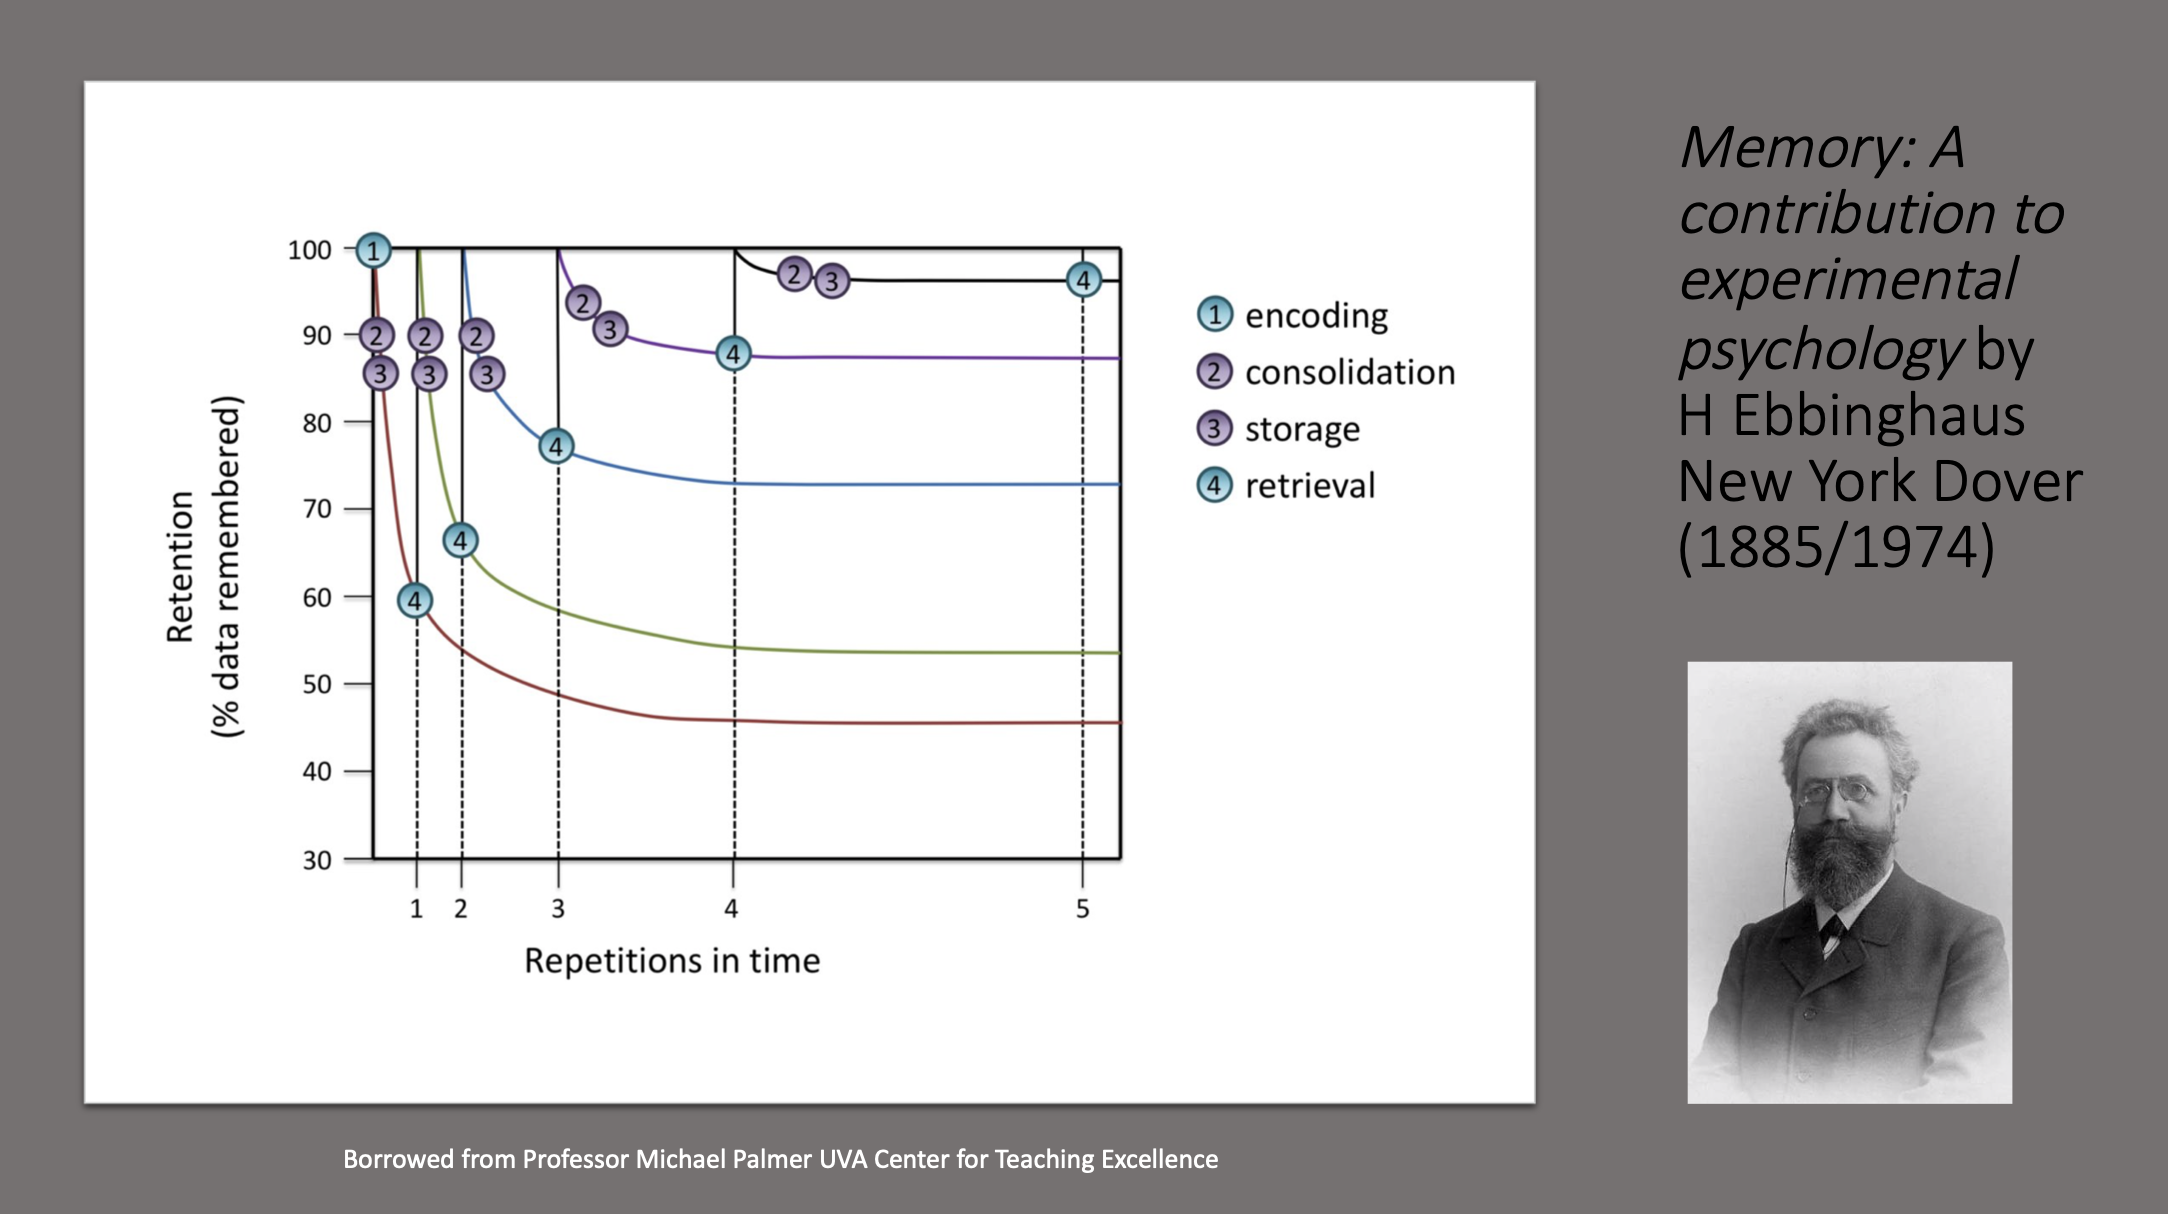 Memory: A
contribution to
experimental
psychology by
H Ebbinghaus
New York Dover
(1885/1974)
Retention
(% data remembered)
100
90
80
70
60
50
40
30
1
2
3
4
5
Repetitions in time
1
2
3
4
2
3
4
2
3
4
2
3
4
2
3
4
1 encoding
2 consolidation
3 storage
4 retrieval
Borrowed from Professor Michael Palmer UVA Center for Teaching Excellence